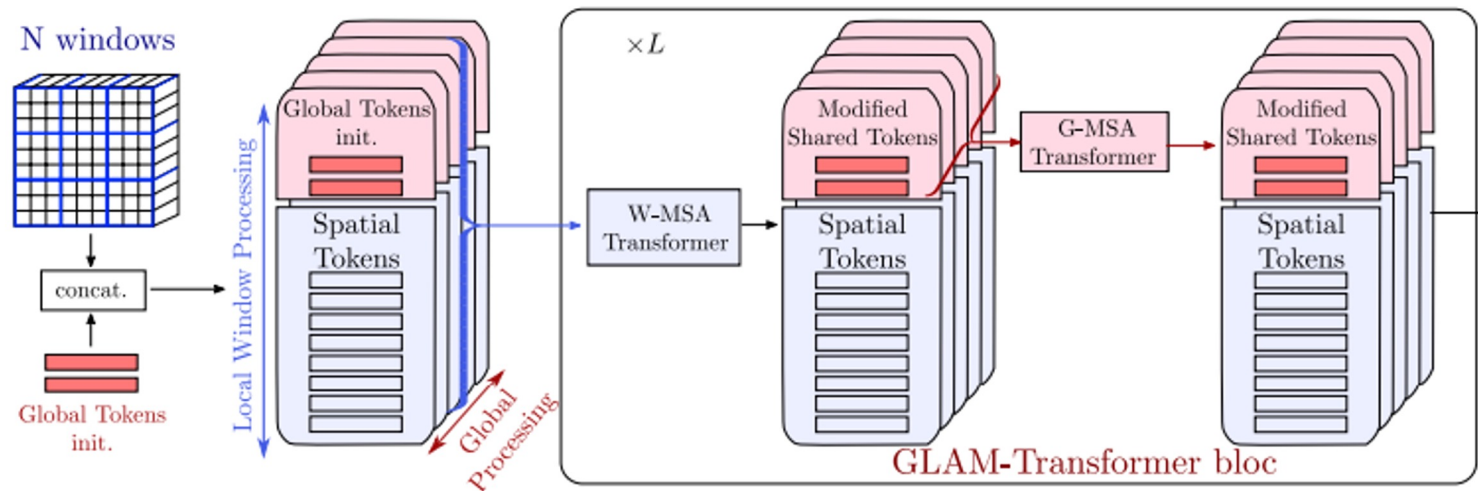 N windows
concat.
Global Tokens
init.
Local Window Processing
Global Tokens
init.
Spatial
Tokens
Global
Processing
×L
W-MSA
Transformer
Modified
Shared Tokens
Spatial
Tokens
G-MSA
Transformer
Modified
Shared Tokens
Spatial
Tokens
GLAM-Transformer bloc